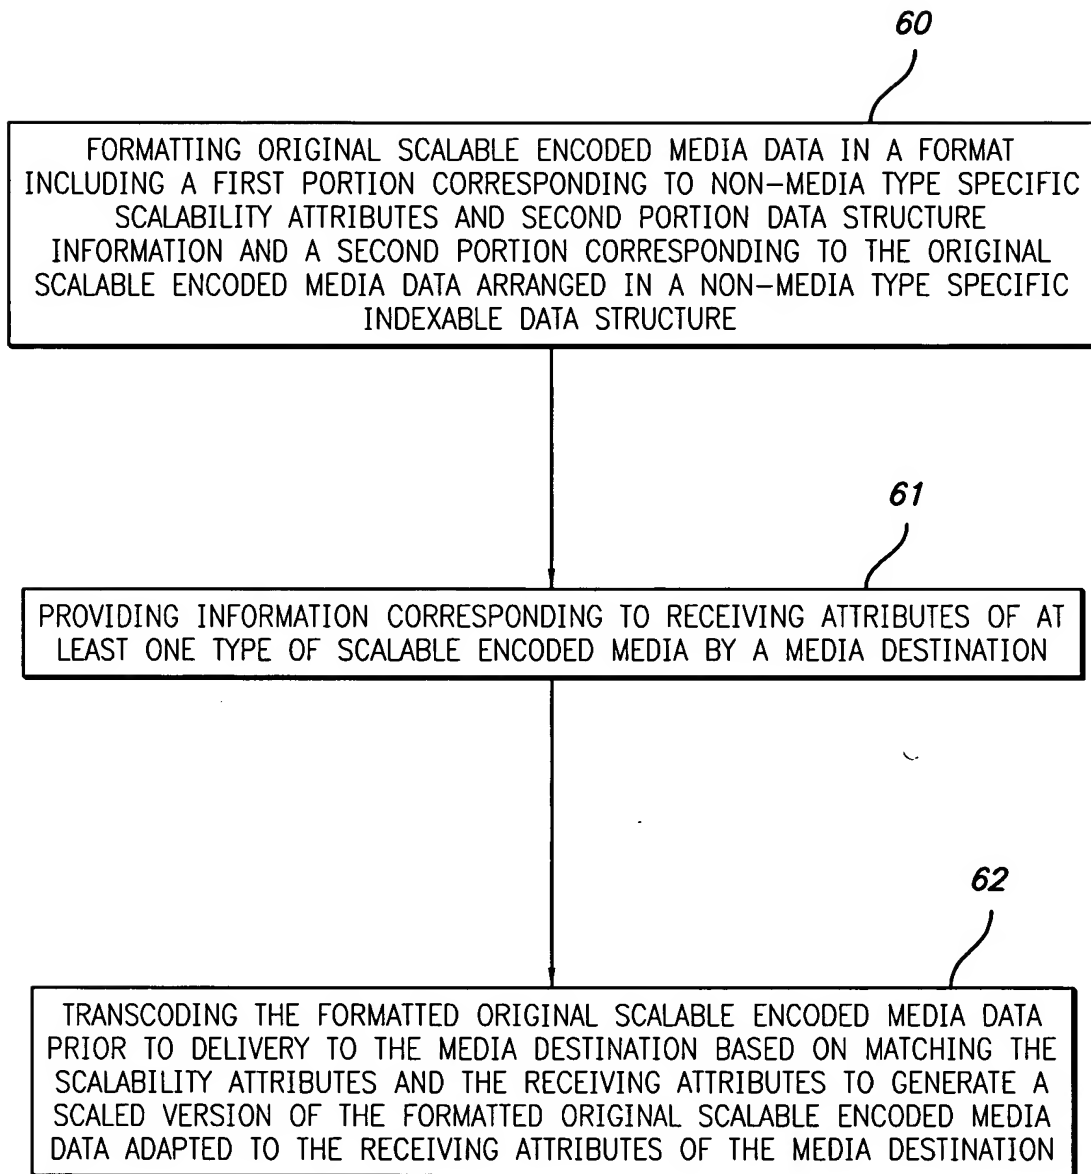 60
FORMATTING ORIGINAL SCALABLE ENCODED MEDIA DATA IN A FORMAT
INCLUDING A FIRST PORTION CORRESPONDING TO NON-MEDIA TYPE SPECIFIC
SCALABILITY ATTRIBUTES AND SECOND PORTION DATA STRUCTURE
INFORMATION AND A SECOND PORTION CORRESPONDING TO THE ORIGINAL
SCALABLE ENCODED MEDIA DATA ARRANGED IN A NON-MEDIA TYPE SPECIFIC
INDEXABLE DATA STRUCTURE
61
PROVIDING INFORMATION CORRESPONDING TO RECEIVING ATTRIBUTES OF AT
LEAST ONE TYPE OF SCALABLE ENCODED MEDIA BY A MEDIA DESTINATION
62
TRANSCODING THE FORMATTED ORIGINAL SCALABLE ENCODED MEDIA DATA
PRIOR TO DELIVERY TO THE MEDIA DESTINATION BASED ON MATCHING THE
SCALABILITY ATTRIBUTES AND THE RECEIVING ATTRIBUTES TO GENERATE A
SCALED VERSION OF THE FORMATTED ORIGINAL SCALABLE ENCODED MEDIA
DATA ADAPTED TO THE RECEIVING ATTRIBUTES OF THE MEDIA DESTINATION